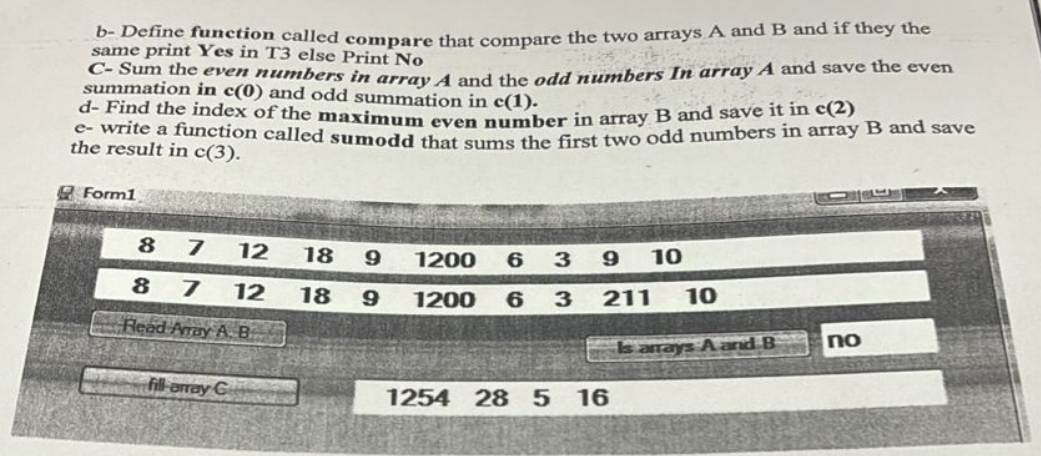 b- Define function called compare that compare the two arrays A and B and if they the
same print Yes in T3 else Print No
C- Sum the even numbers in array A and the odd numbers In array A and save the even
summation in c(0) and odd summation in c(1).
d- Find the index of the maximum even number in array B and save it in c(2)
e- write a function called sumodd that sums the first two odd numbers in array B and save
the result in c(3).
Form1
8 7 12 18 9 1200 6 3 9 10
8 7 12 18 9 1200 6 3 211 10
Read Array A. B
Is arrays A and B
no
fill array C
1254 28 5 16